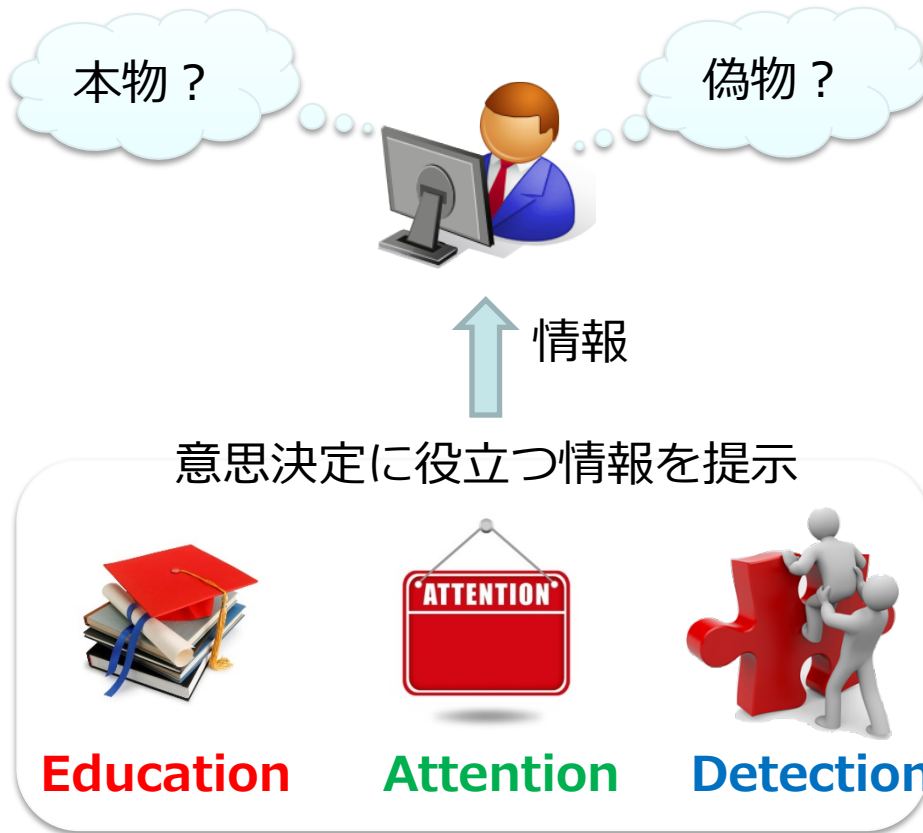 本物？
偽物？
情報
意思決定に役立つ情報を提示
ATTENTION
Education
Attention
Detection